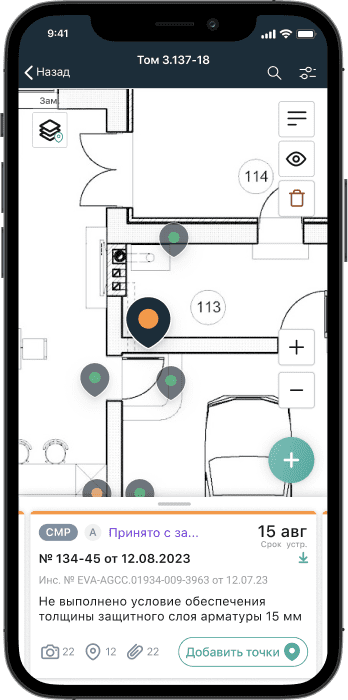 9:41
Том 3.137-18
Назад
Зам.
114
113
СМР
А
Принято с за...
15 авг
Срок устр.
№ 134-45 от 12.08.2023
Инс. № EVA-AGCC.01934-009-3963 от 12.07.23
Не выполнено условие обеспечения
толщины защитного слоя арматуры 15 мм
22
12
22
Добавить точки